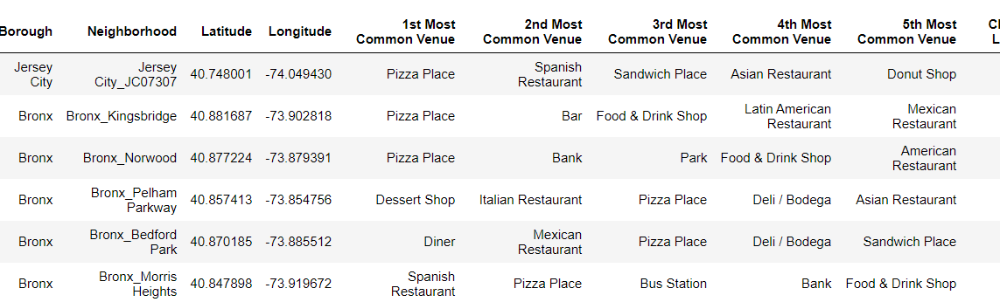 Borough Neighborhood Latitude Longitude 1st Most Common Venue 2nd Most Common Venue 3rd Most Common Venue 4th Most Common Venue 5th Most Common Venue
Jersey City Jersey City_JC07307 40.748001 -74.049430 Pizza Place Spanish Restaurant Sandwich Place Asian Restaurant Donut Shop
Bronx Bronx_Kingsbridge 40.881687 -73.902818 Pizza Place Bar Food & Drink Shop Latin American Restaurant Mexican Restaurant
Bronx Bronx_Norwood 40.877224 -73.879391 Pizza Place Bank Park Food & Drink Shop American Restaurant
Bronx Bronx_Pelham Parkway 40.857413 -73.854756 Dessert Shop Italian Restaurant Pizza Place Deli / Bodega Asian Restaurant
Bronx Bronx_Bedford Park 40.870185 -73.885512 Diner Mexican Restaurant Pizza Place Deli / Bodega Sandwich Place
Bronx Bronx_Morris Heights 40.847898 -73.919672 Spanish Restaurant Pizza Place Bus Station Bank Food & Drink Shop